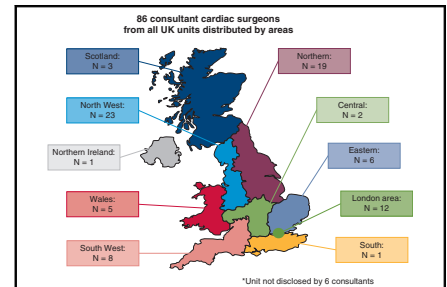 86 consultant cardiac surgeons
from all UK units distributed by areas
Scotland:
N = 3
Northern:
N = 19
North West:
N = 23
Central:
N = 2
Northern Ireland:
N = 1
Eastern:
N = 6
Wales:
N = 5
London area:
N = 12
South West:
N = 8
South:
N = 1
*Unit not disclosed by 6 consultants